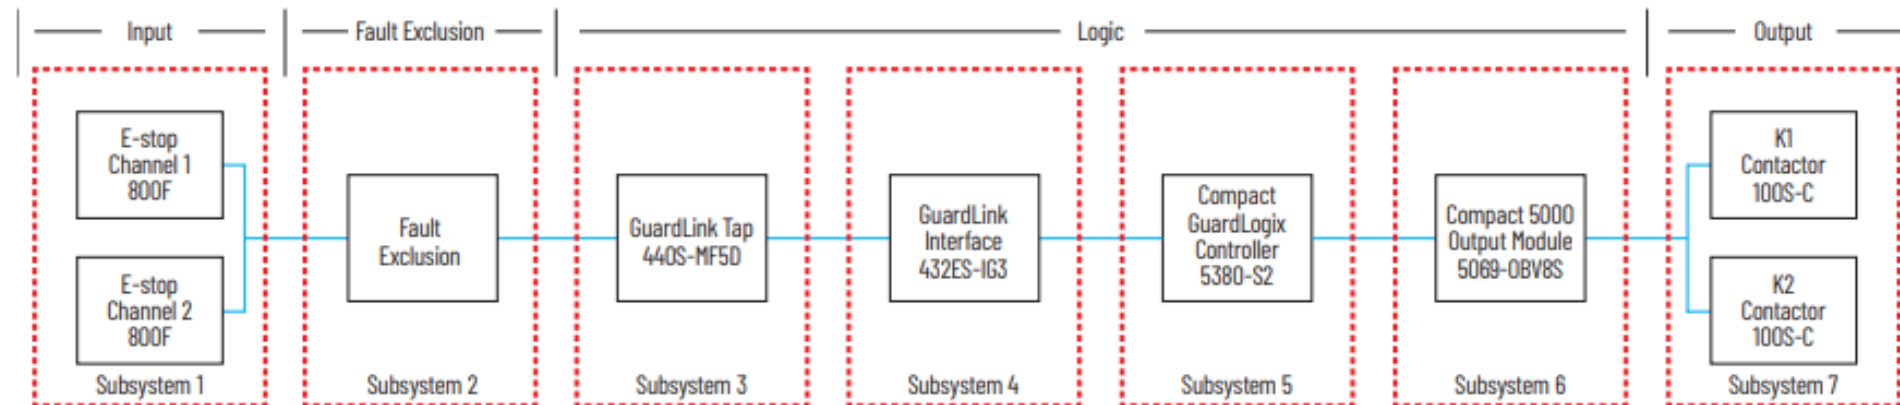 Input
Fault Exclusion
Logic
Output
E-stop
Channel 1
800F
E-stop
Channel 2
800F
Subsystem 1
Fault
Exclusion
Subsystem 2
GuardLink Tap
440S-MF5D
Subsystem 3
GuardLink
Interface
432ES-IG3
Subsystem 4
Compact
GuardLogix
Controller
5380-S2
Subsystem 5
Compact 5000
Output Module
5069-OBV8S
Subsystem 6
K1
Contactor
100S-C
K2
Contactor
100S-C
Subsystem 7